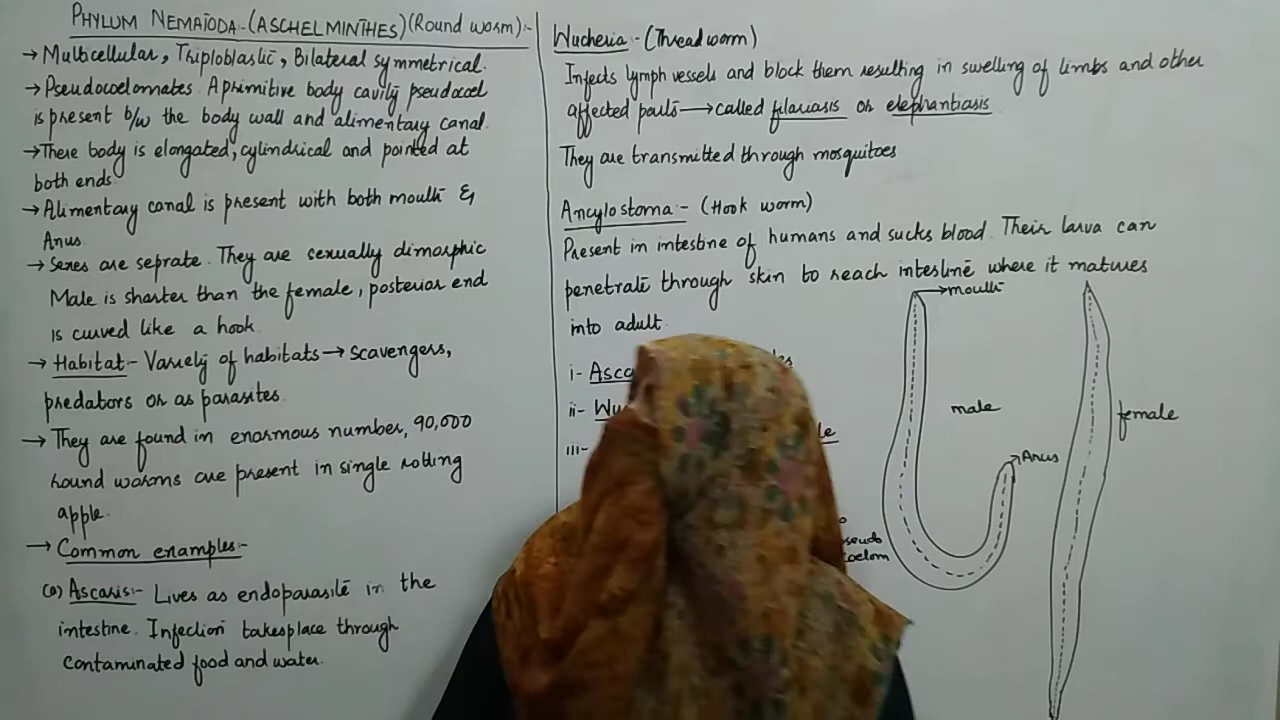 PHYLUM NEMATODA:-(ASCHELMINTHES)(Round worm):-
→ Multicellular, Triploblastic, Bilateral symmetrical.
→ Pseudocoelomates. A primitive body cavity pseudocoel
is present b/w the body wall and alimentary canal.
→ There body is elongated, cylindrical and pointed at
both ends.
→ Alimentary canal is present with both mouth &
Anus.
→ Sexes are seprate. They are sexually dimorphic
Male is sharter than the female, posterior end
is curved like a hook.
→ Habitat:- Variety of habitats → scavengers,
predators or as parasites.
→ They are found in enormous number, 90,000
round worms are present in single rotting
apple.
→ Common examples:-
(a) Ascaris:- Lives as endoparasite in the
intestine. Infection takesplace through
contaminated food and water.
Wucheria - (Thread worm)
Infects lymph vessels and block them resulting in swelling of limbs and other
affected parts → called filariasis or elephantiasis
They are transmitted through mosquitoes
Ancylostoma:- (Hook worm)
Present in intestine of humans and sucks blood. Their larva can
penetrate through skin to reach intestine where it matures
into adult.
i- Asca
ii- Wu
iii-
mouth
male
female
Anus
pseudo
coelom